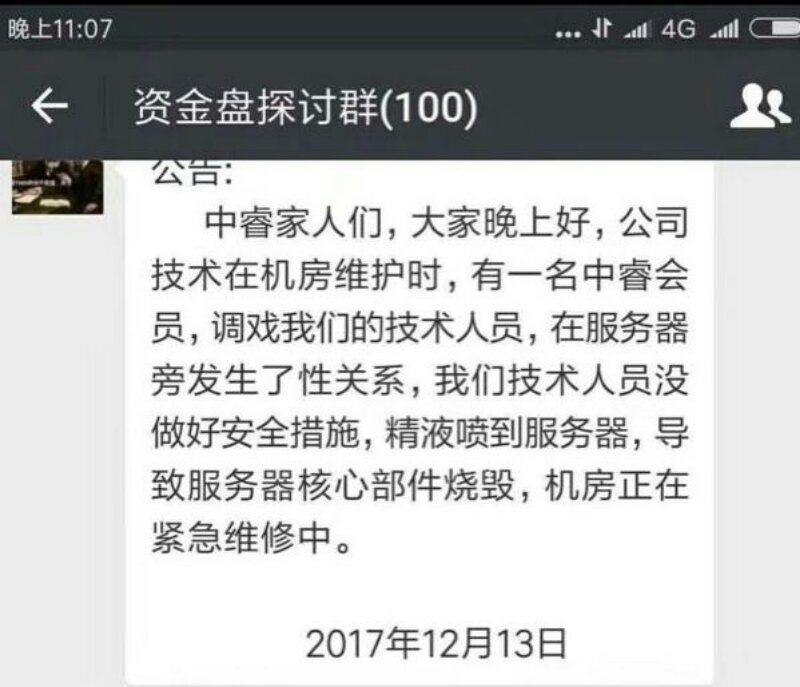 晚上11:07
4G
资金盘探讨群(100)
公告:
中睿家人们,大家晚上好,公司
技术在机房维护时,有一名中睿会
员,调戏我们的技术人员,在服务器
旁发生了性关系,我们技术人员没
做好安全措施,精液喷到服务器,导
致服务器核心部件烧毁,机房正在
紧急维修中。
2017年12月13日